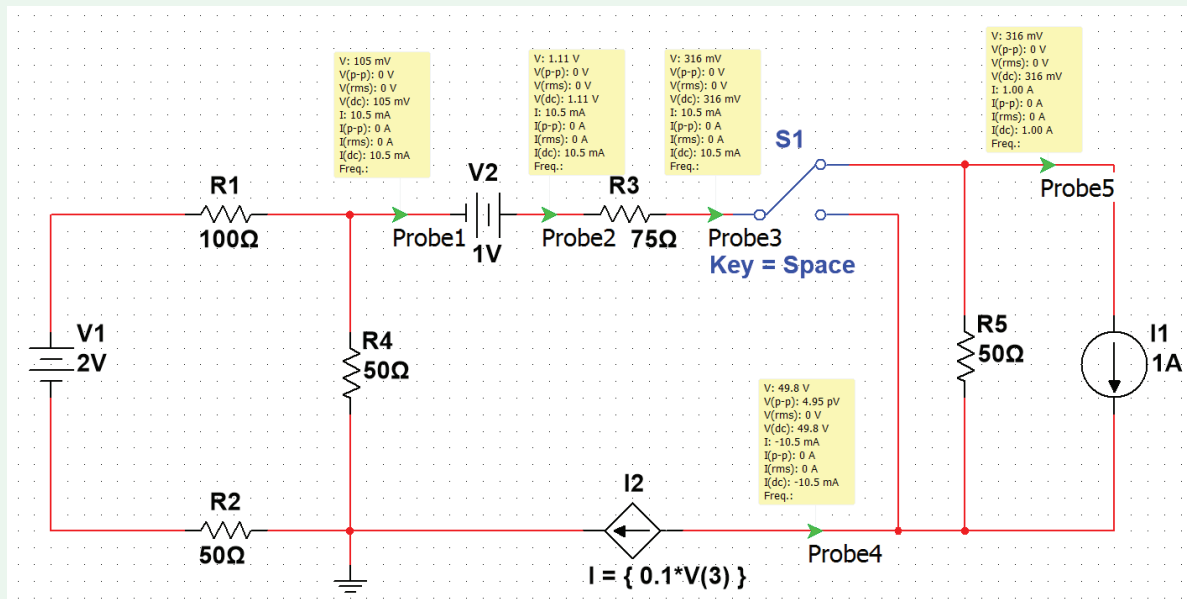 V: 105 mV
V(p-p): 0 V
V(rms): 0 V
V(dc): 105 mV
I: 10.5 mA
I(p-p): 0 A
I(rms): 0 A
I(dc): 10.5 mA
Freq.:
V: 1.11 V
V(p-p): 0 V
V(rms): 0 V
V(dc): 1.11 V
I: 10.5 mA
I(p-p): 0 A
I(rms): 0 A
I(dc): 10.5 mA
Freq.:
V: 316 mV
V(p-p): 0 V
V(rms): 0 V
V(dc): 316 mV
I: 10.5 mA
I(p-p): 0 A
I(rms): 0 A
I(dc): 10.5 mA
Freq.:
V: 316 mV
V(p-p): 0 V
V(rms): 0 V
V(dc): 316 mV
I: 1.00 A
I(p-p): 0 A
I(rms): 0 A
I(dc): 1.00 A
Freq.:
S1
R1
100Ω
Probe1
V2
1V
Probe2
R3
75Ω
Probe3
Key = Space
Probe5
V1
2V
R4
50Ω
R5
50Ω
I1
1A
V: 49.8 V
V(p-p): 4.95 pV
V(rms): 0 V
V(dc): 49.8 V
I: -10.5 mA
I(p-p): 0 A
I(rms): 0 A
I(dc): -10.5 mA
Freq.:
R2
50Ω
I2
I = { 0.1*V(3) }
Probe4